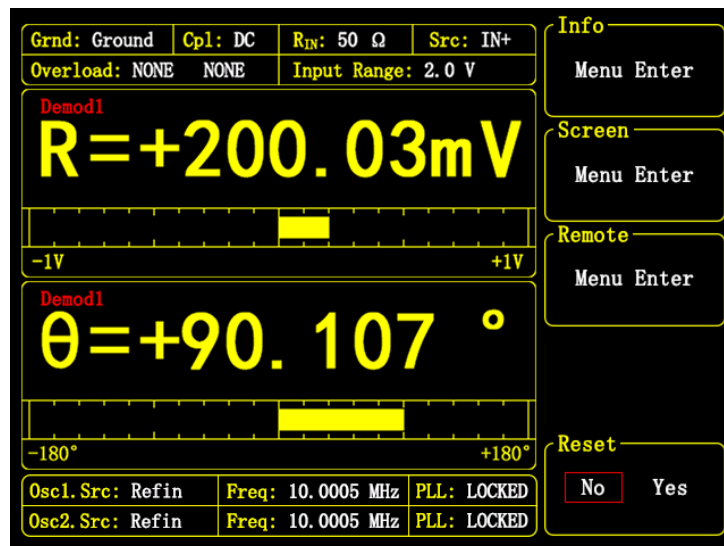 Grnd: Ground Cpl: DC R_IN: 50 Ω Src: IN+
Overload: NONE NONE Input Range: 2.0 V
Demod1
R=+200.03mV
-1V +1V
Demod1
θ=+90.107 °
-180° +180°
Osc1.Src: Refin Freq: 10.0005 MHz PLL: LOCKED
Osc2.Src: Refin Freq: 10.0005 MHz PLL: LOCKED
Info
Menu Enter
Screen
Menu Enter
Remote
Menu Enter
Reset
No Yes